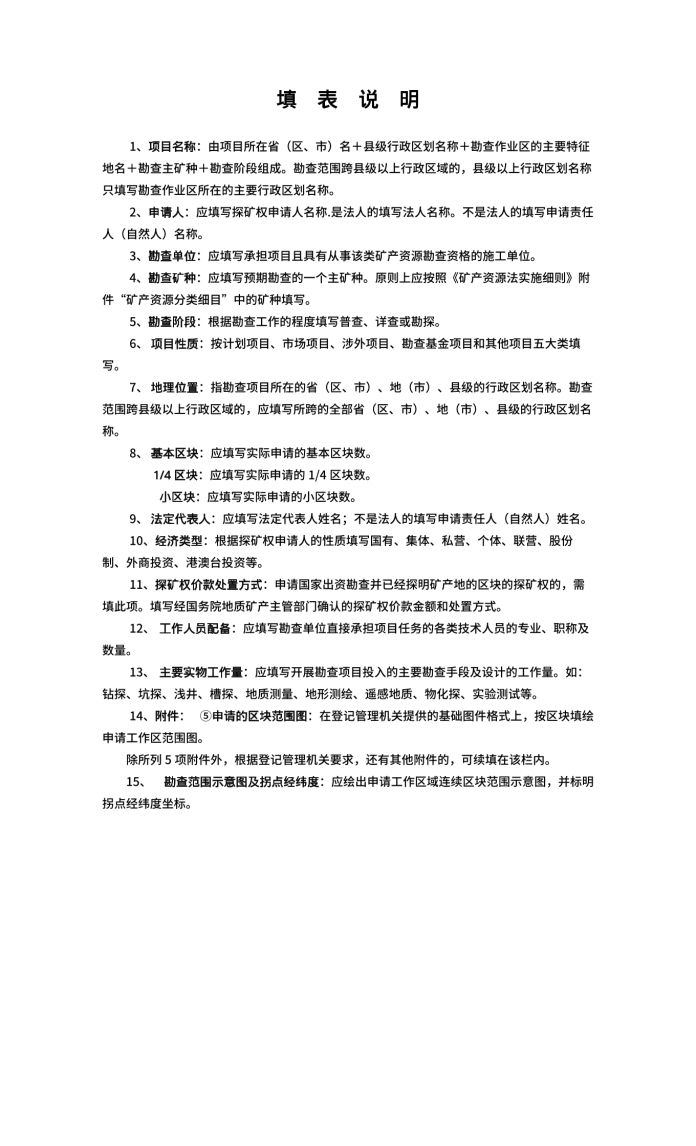 填 表 说 明
1、项目名称：由项目所在省（区、市）名＋县级行政区划名称＋勘查作业区的主要特征
地名＋勘查主矿种＋勘查阶段组成。勘查范围跨县级以上行政区域的，县级以上行政区划名称
只填写勘查作业区所在的主要行政区划名称。
2、申请人：应填写探矿权申请人名称.是法人的填写法人名称。不是法人的填写申请责任
人（自然人）名称。
3、勘查单位：应填写承担项目且具有从事该类矿产资源勘查资格的施工单位。
4、勘查矿种：应填写预期勘查的一个主矿种。原则上应按照《矿产资源法实施细则》附
件“矿产资源分类细目”中的矿种填写。
5、勘查阶段：根据勘查工作的程度填写普查、详查或勘探。
6、 项目性质：按计划项目、市场项目、涉外项目、勘查基金项目和其他项目五大类填
写。
7、 地理位置：指勘查项目所在的省（区、市）、地（市）、县级的行政区划名称。勘查
范围跨县级以上行政区域的，应填写所跨的全部省（区、市）、地（市）、县级的行政区划名
称。
8、 基本区块：应填写实际申请的基本区块数。
1/4 区块：应填写实际申请的 1/4 区块数。
小区块：应填写实际申请的小区块数。
9、 法定代表人：应填写法定代表人姓名；不是法人的填写申请责任人（自然人）姓名。
10、经济类型：根据探矿权申请人的性质填写国有、集体、私营、个体、联营、股份
制、外商投资、港澳台投资等。
11、探矿权价款处置方式：申请国家出资勘查并已经探明矿产地的区块的探矿权的，需
填此项。填写经国务院地质矿产主管部门确认的探矿权价款金额和处置方式。
12、 工作人员配备：应填写勘查单位直接承担项目任务的各类技术人员的专业、职称及
数量。
13、 主要实物工作量：应填写开展勘查项目投入的主要勘查手段及设计的工作量。如：
钻探、坑探、浅井、槽探、地质测量、地形测绘、遥感地质、物化探、实验测试等。
14、附件： ⑤申请的区块范围图：在登记管理机关提供的基础图件格式上，按区块填绘
申请工作区范围图。
除所列 5 项附件外，根据登记管理机关要求，还有其他附件的，可续填在该栏内。
15、 勘查范围示意图及拐点经纬度：应绘出申请工作区域连续区块范围示意图，并标明
拐点经纬度坐标。